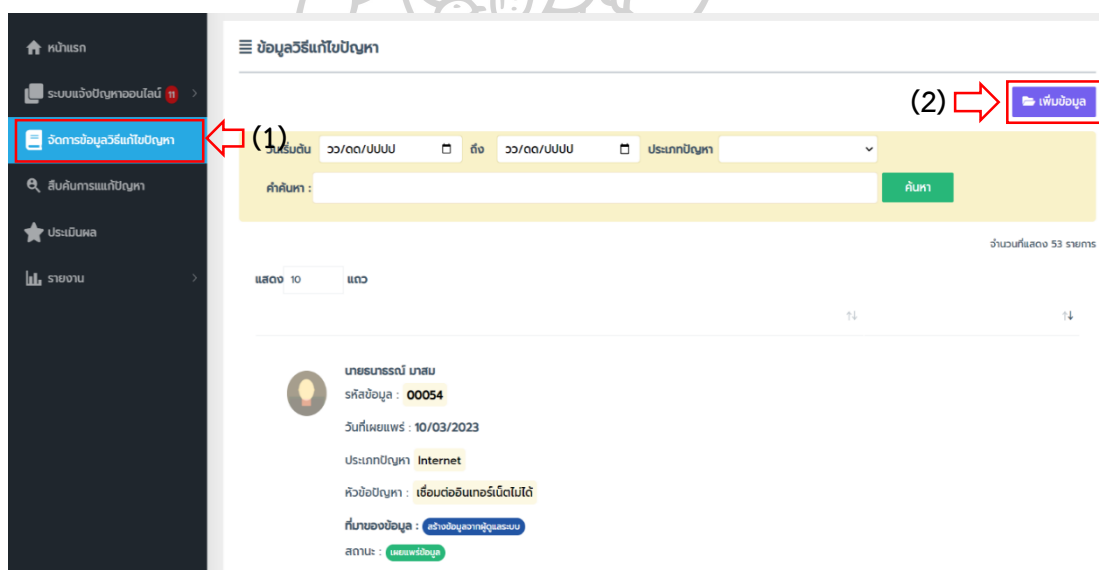 หน้าแรก
ระบบแจ้งปัญหาออนไลน์ 11
จัดการข้อมูลวิธีแก้ไขปัญหา
สืบค้นการแแก้ปัญหา
ประเมินผล
รายงาน
ข้อมูลวิธีแก้ไขปัญหา
(2)
เพิ่มข้อมูล
(1)
วันเริ่มต้น วว/ดด/ปปปป ถึง วว/ดด/ปปปป ประเภทปัญหา
คำค้นหา : ค้นหา
จำนวนที่แสดง 53 รายการ
แสดง 10 แถว
นายธนาธรณ์ มาสม
รหัสข้อมูล : 00054
วันที่เผยแพร่ : 10/03/2023
ประเภทปัญหา Internet
หัวข้อปัญหา : เชื่อมต่ออินเทอร์เน็ตไม่ได้
ที่มาของข้อมูล : สร้างข้อมูลจากผู้ดูแลระบบ
สถานะ : เผยแพร่ข้อมูล